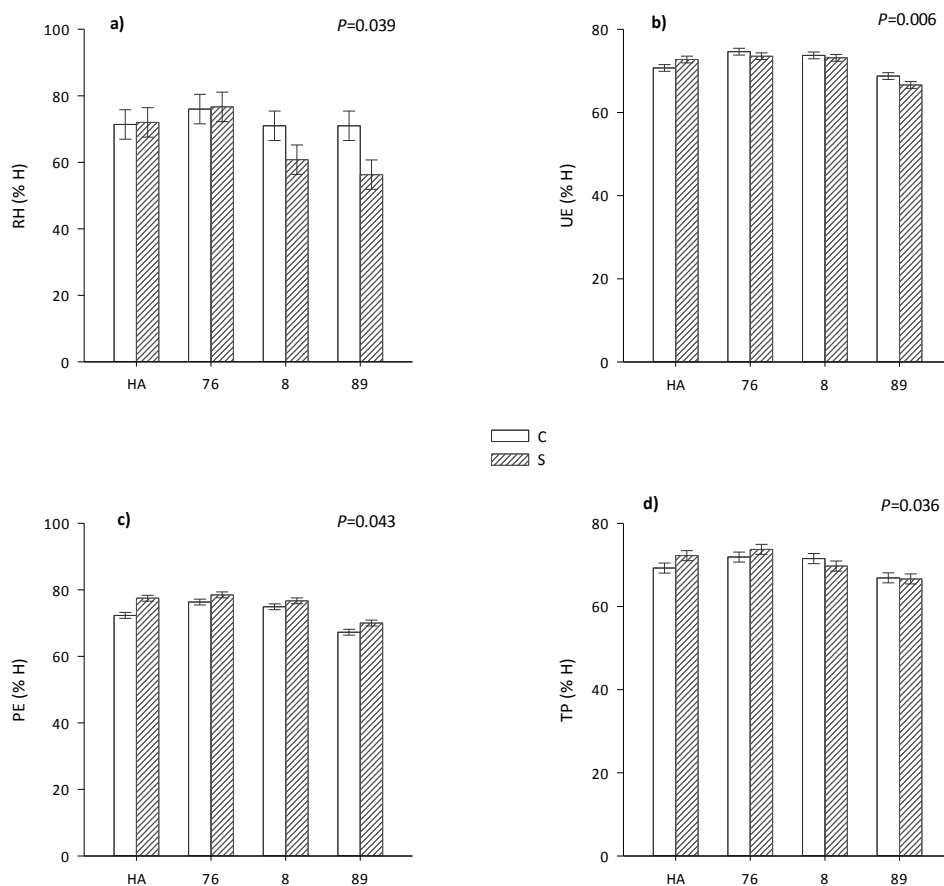 a)
P=0.039
100
80
60
40
20
0
RH (% H)
HA 76 8 89
b)
P=0.006
80
60
40
20
0
UE (% H)
HA 76 8 89
C
S
c)
P=0.043
100
80
60
40
20
0
PE (% H)
HA 76 8 89
d)
P=0.036
80
60
40
20
0
TP (% H)
HA 76 8 89